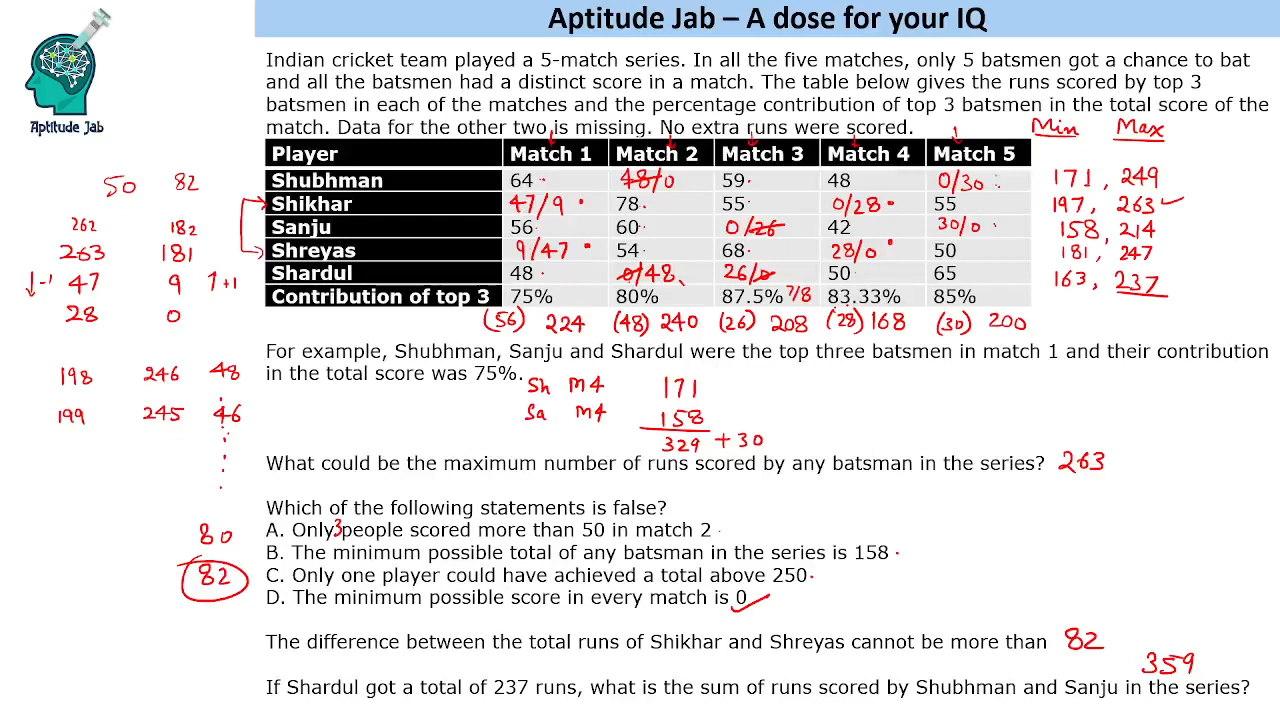 Aptitude Jab – A dose for your IQ
Aptitude Jab
Indian cricket team played a 5-match series. In all the five matches, only 5 batsmen got a chance to bat
and all the batsmen had a distinct score in a match. The table below gives the runs scored by top 3
batsmen in each of the matches and the percentage contribution of top 3 batsmen in the total score of the
match. Data for the other two is missing. No extra runs were scored.
Min Max
Player Match 1 Match 2 Match 3 Match 4 Match 5
Shubhman 64 48/0 59 48 0/30 171, 249
Shikhar 47/9 78 55 0/28 55 197, 263
Sanju 56 60 0/26 42 30/0 158, 214
Shreyas 9/47 54 68 28/0 50 181, 247
Shardul 48 0/48 26/0 50 65 163, 237
Contribution of top 3 75% 80% 87.5% 7/8 83.33% 85%
(56) 224 (48) 240 (26) 208 (28) 168 (30) 200
50 82
262 182
263 181
↓-1 47 9 ↑+1
28 0
198 246 48
199 245 46
80
82
For example, Shubhman, Sanju and Shardul were the top three batsmen in match 1 and their contribution
in the total score was 75%.
Sh M4 171
Sa M4 158
329 + 30
What could be the maximum number of runs scored by any batsman in the series? 263
Which of the following statements is false?
A. Only 3 people scored more than 50 in match 2
B. The minimum possible total of any batsman in the series is 158
C. Only one player could have achieved a total above 250
D. The minimum possible score in every match is 0
The difference between the total runs of Shikhar and Shreyas cannot be more than 82
359
If Shardul got a total of 237 runs, what is the sum of runs scored by Shubhman and Sanju in the series?